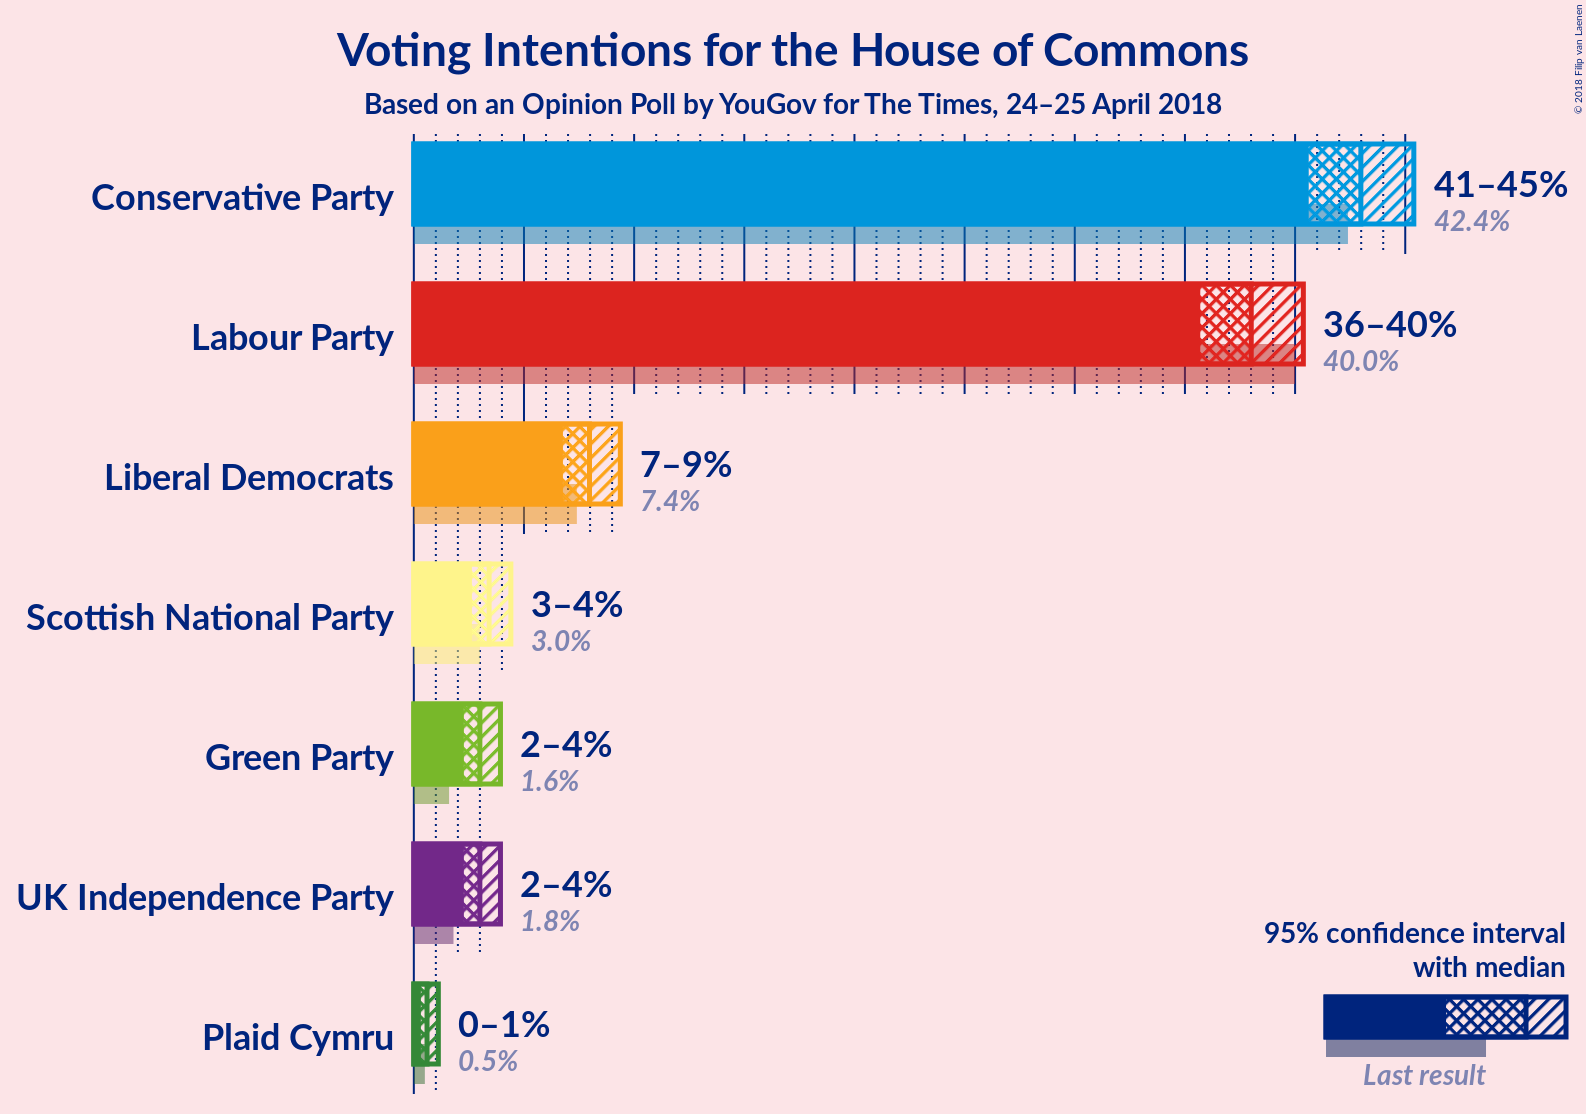 Voting Intentions for the House of Commons
Based on an Opinion Poll by YouGov for The Times, 24–25 April 2018
© 2018 Filip van Laenen
Conservative Party
41–45%
42.4%
Labour Party
36–40%
40.0%
Liberal Democrats
7–9%
7.4%
Scottish National Party
3–4%
3.0%
Green Party
2–4%
1.6%
UK Independence Party
2–4%
1.8%
Plaid Cymru
0–1%
0.5%
95% confidence interval
with median
Last result